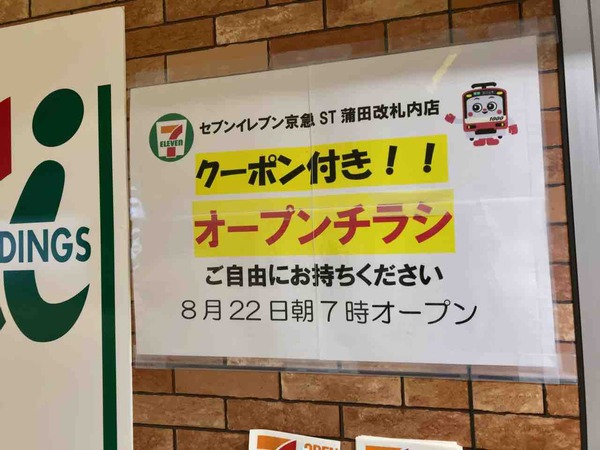 セブンイレブン京急ST蒲田改札内店
7
ELEVEN
1000
クーポン付き！！
オープンチラシ
ご自由にお持ちください
8月22日朝7時オープン
DINGS
OPEN